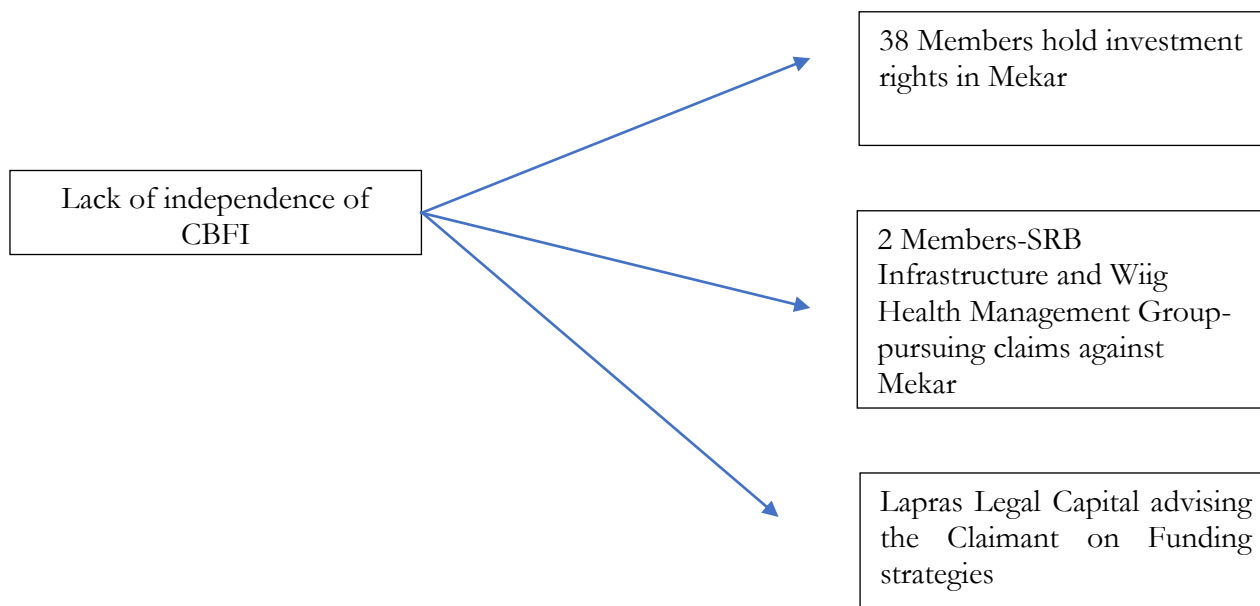 38 Members hold investment
rights in Mekar
Lack of independence of
CBFI
2 Members-SRB
Infrastructure and Wiig
Health Management Group-
pursuing claims against
Mekar
Lapras Legal Capital advising
the Claimant on Funding
strategies